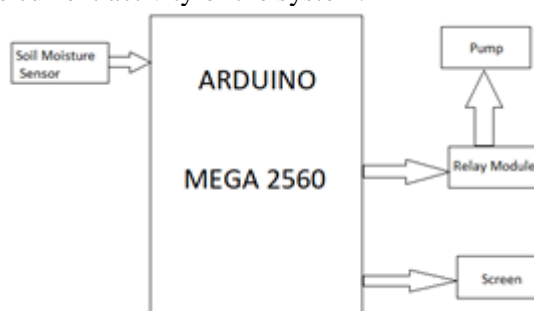 Soil Moisture
Sensor
ARDUINO
MEGA 2560
Pump
Relay Module
Screen